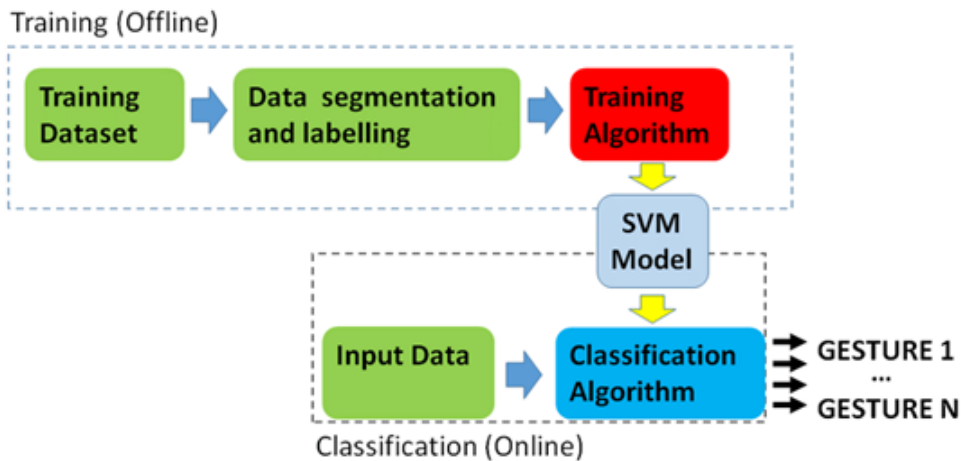 Training (Offline)
Training
Dataset
Data segmentation
and labelling
Training
Algorithm
SVM
Model
Input Data
Classification
Algorithm
GESTURE 1
...
GESTURE N
Classification (Online)